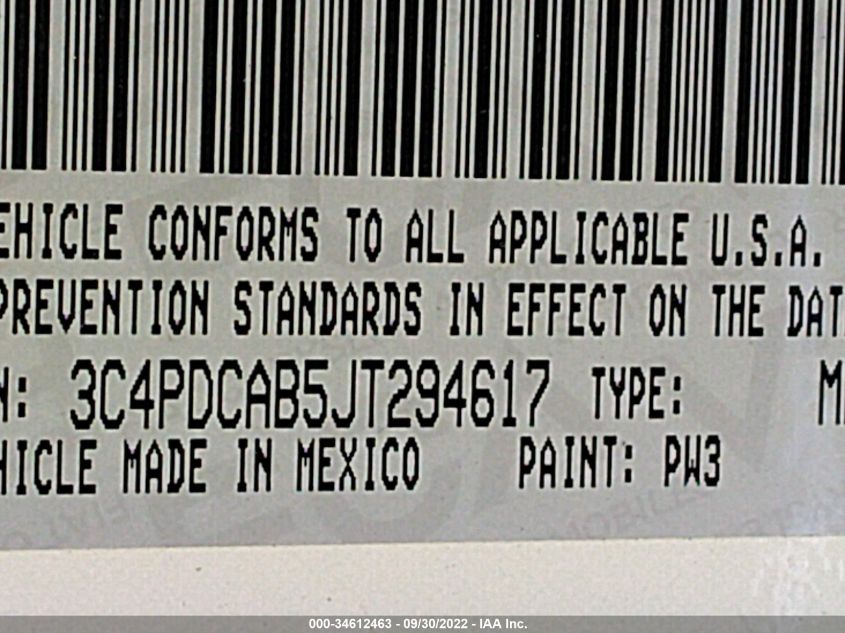 EHICLE CONFORMS TO ALL APPLICABLE U.S.A.
PREVENTION STANDARDS IN EFFECT ON THE DAT
N: 3C4PDCAB5JT294617 TYPE: M
HICLE MADE IN MEXICO PAINT: PW3
000-34612463 - 09/30/2022 - IAA Inc.